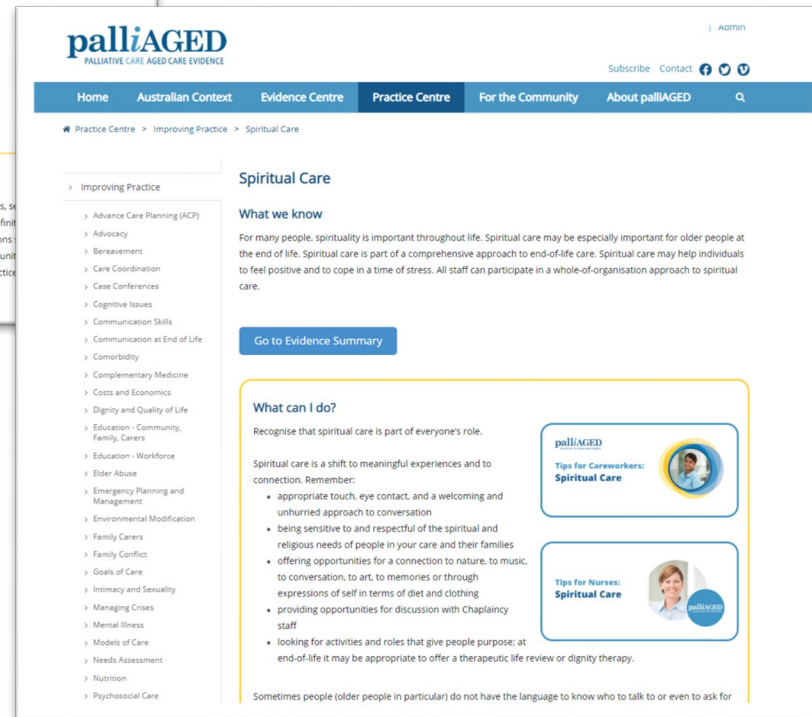 | Admin
palliAGED
PALLIATIVE CARE AGED CARE EVIDENCE
Subscribe Contact
Home Australian Context Evidence Centre Practice Centre For the Community About palliAGED
Practice Centre > Improving Practice > Spiritual Care
> Improving Practice
> Advance Care Planning (ACP)
> Advocacy
> Bereavement
> Care Coordination
> Case Conferences
> Cognitive Issues
> Communication Skills
> Communication at End of Life
> Comorbidity
> Complementary Medicine
> Costs and Economics
> Dignity and Quality of Life
> Education - Community,
Family, Carers
> Education - Workforce
> Elder Abuse
> Emergency Planning and
Management
> Environmental Modification
> Family Carers
> Family Conflict
> Goals of Care
> Intimacy and Sexuality
> Managing Crises
> Mental Illness
> Models of Care
> Needs Assessment
> Nutrition
> Psychosocial Care
Spiritual Care
What we know
For many people, spirituality is important throughout life. Spiritual care may be especially important for older people at
the end of life. Spiritual care is part of a comprehensive approach to end-of-life care. Spiritual care may help individuals
to feel positive and to cope in a time of stress. All staff can participate in a whole-of-organisation approach to spiritual
care.
Go to Evidence Summary
What can I do?
Recognise that spiritual care is part of everyone's role.
Spiritual care is a shift to meaningful experiences and to
connection. Remember:
• appropriate touch, eye contact, and a welcoming and
unhurried approach to conversation
• being sensitive to and respectful of the spiritual and
religious needs of people in your care and their families
• offering opportunities for a connection to nature, to music,
to conversation, to art, to memories or through
expressions of self in terms of diet and clothing
• providing opportunities for discussion with Chaplaincy
staff
• looking for activities and roles that give people purpose; at
end-of-life it may be appropriate to offer a therapeutic life review or dignity therapy.
Sometimes people (older people in particular) do not have the language to know who to talk to or even to ask for
palliAGED
Tips for Careworkers:
Spiritual Care
Tips for Nurses:
Spiritual Care
palliAGED